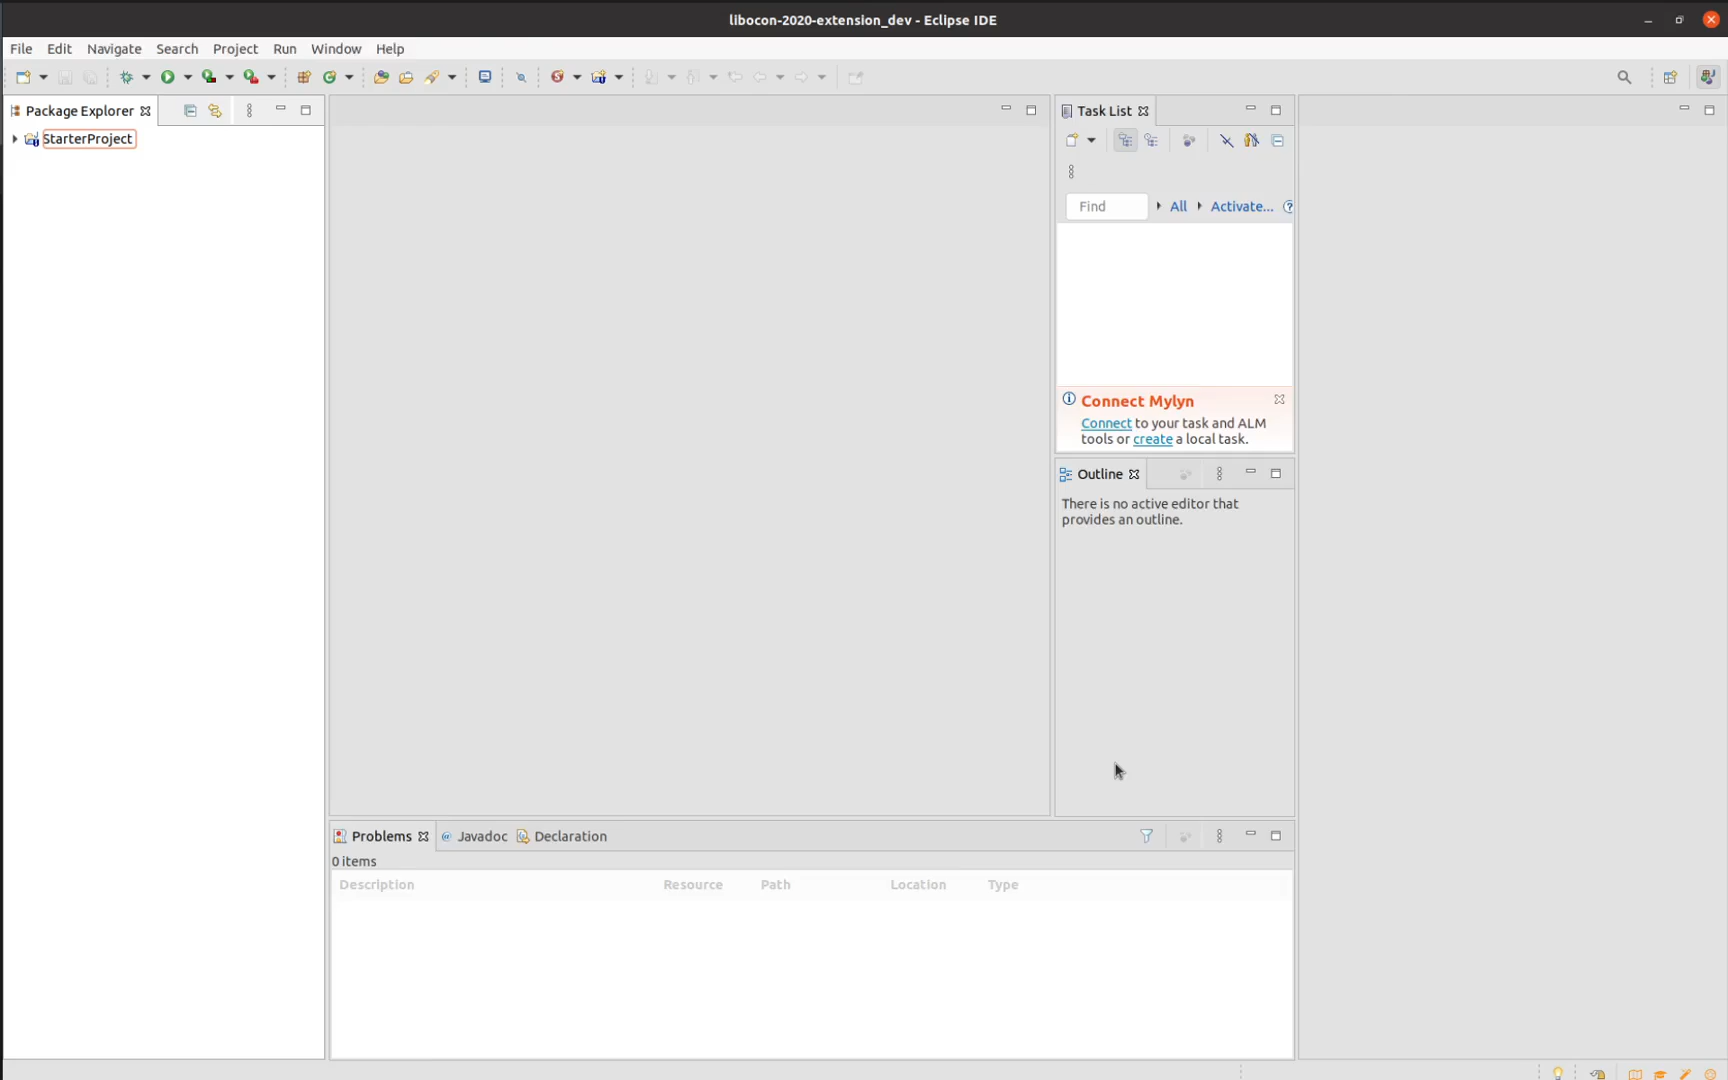 libocon-2020-extension_dev - Eclipse IDE
File Edit Navigate Search Project Run Window Help
Package Explorer
StarterProject
Task List
Find All Activate...
Connect Mylyn
Connect to your task and ALM
tools or create a local task.
Outline
There is no active editor that
provides an outline.
Problems Javadoc Declaration
0 items
Description Resource Path Location Type